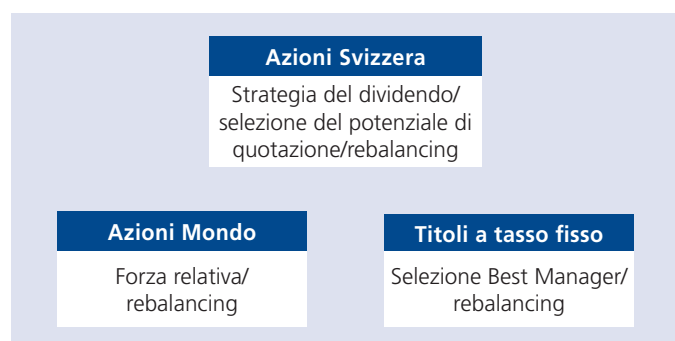 Azioni Svizzera
Strategia del dividendo/
selezione del potenziale di
quotazione/rebalancing
Azioni Mondo
Forza relativa/
rebalancing
Titoli a tasso fisso
Selezione Best Manager/
rebalancing